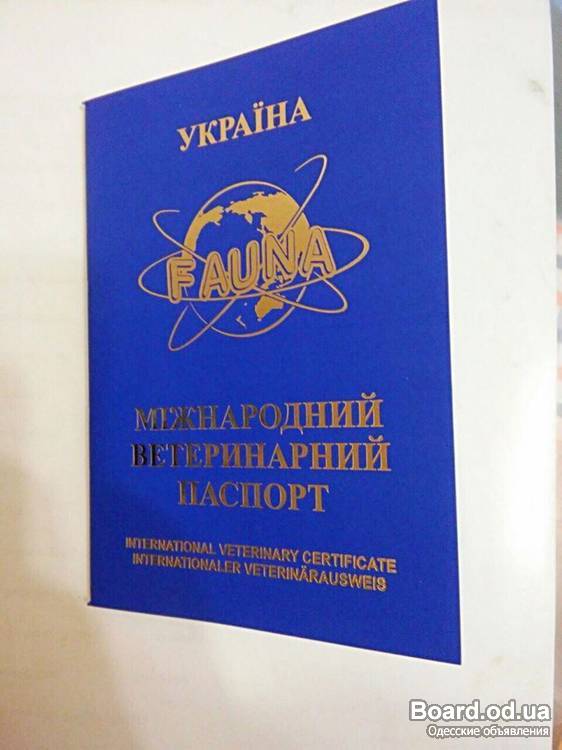 УКРАЇНА
FAUNA
МІЖНАРОДНИЙ
ВЕТЕРИНАРНИЙ
ПАСПОРТ
INTERNATIONAL VETERINARY CERTIFICATE
INTERNATIONALER VETERINÄRAUSWEIS
Board.od.ua
Одесские объявления